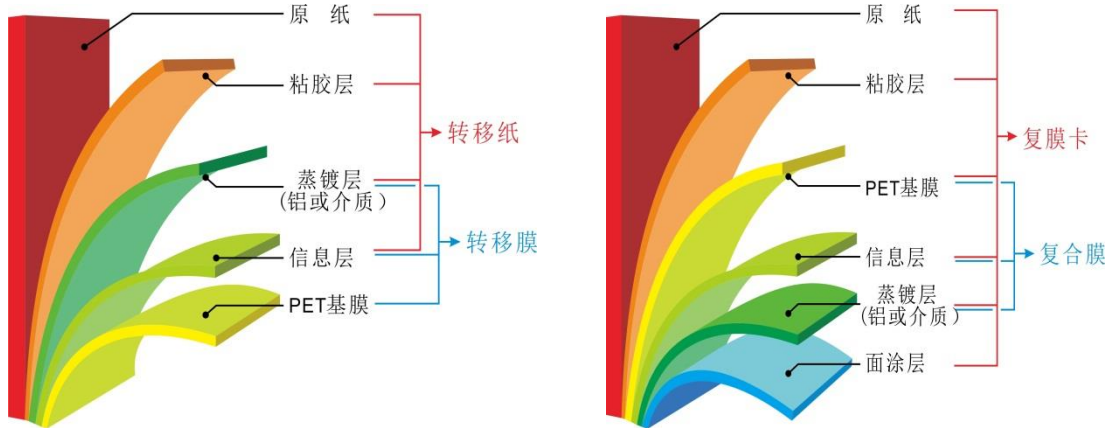 原 纸
粘胶层
转移纸
蒸镀层
(铝或介质)
转移膜
信息层
PET基膜
原 纸
粘胶层
复膜卡
PET基膜
信息层
复合膜
蒸镀层
(铝或介质)
面涂层